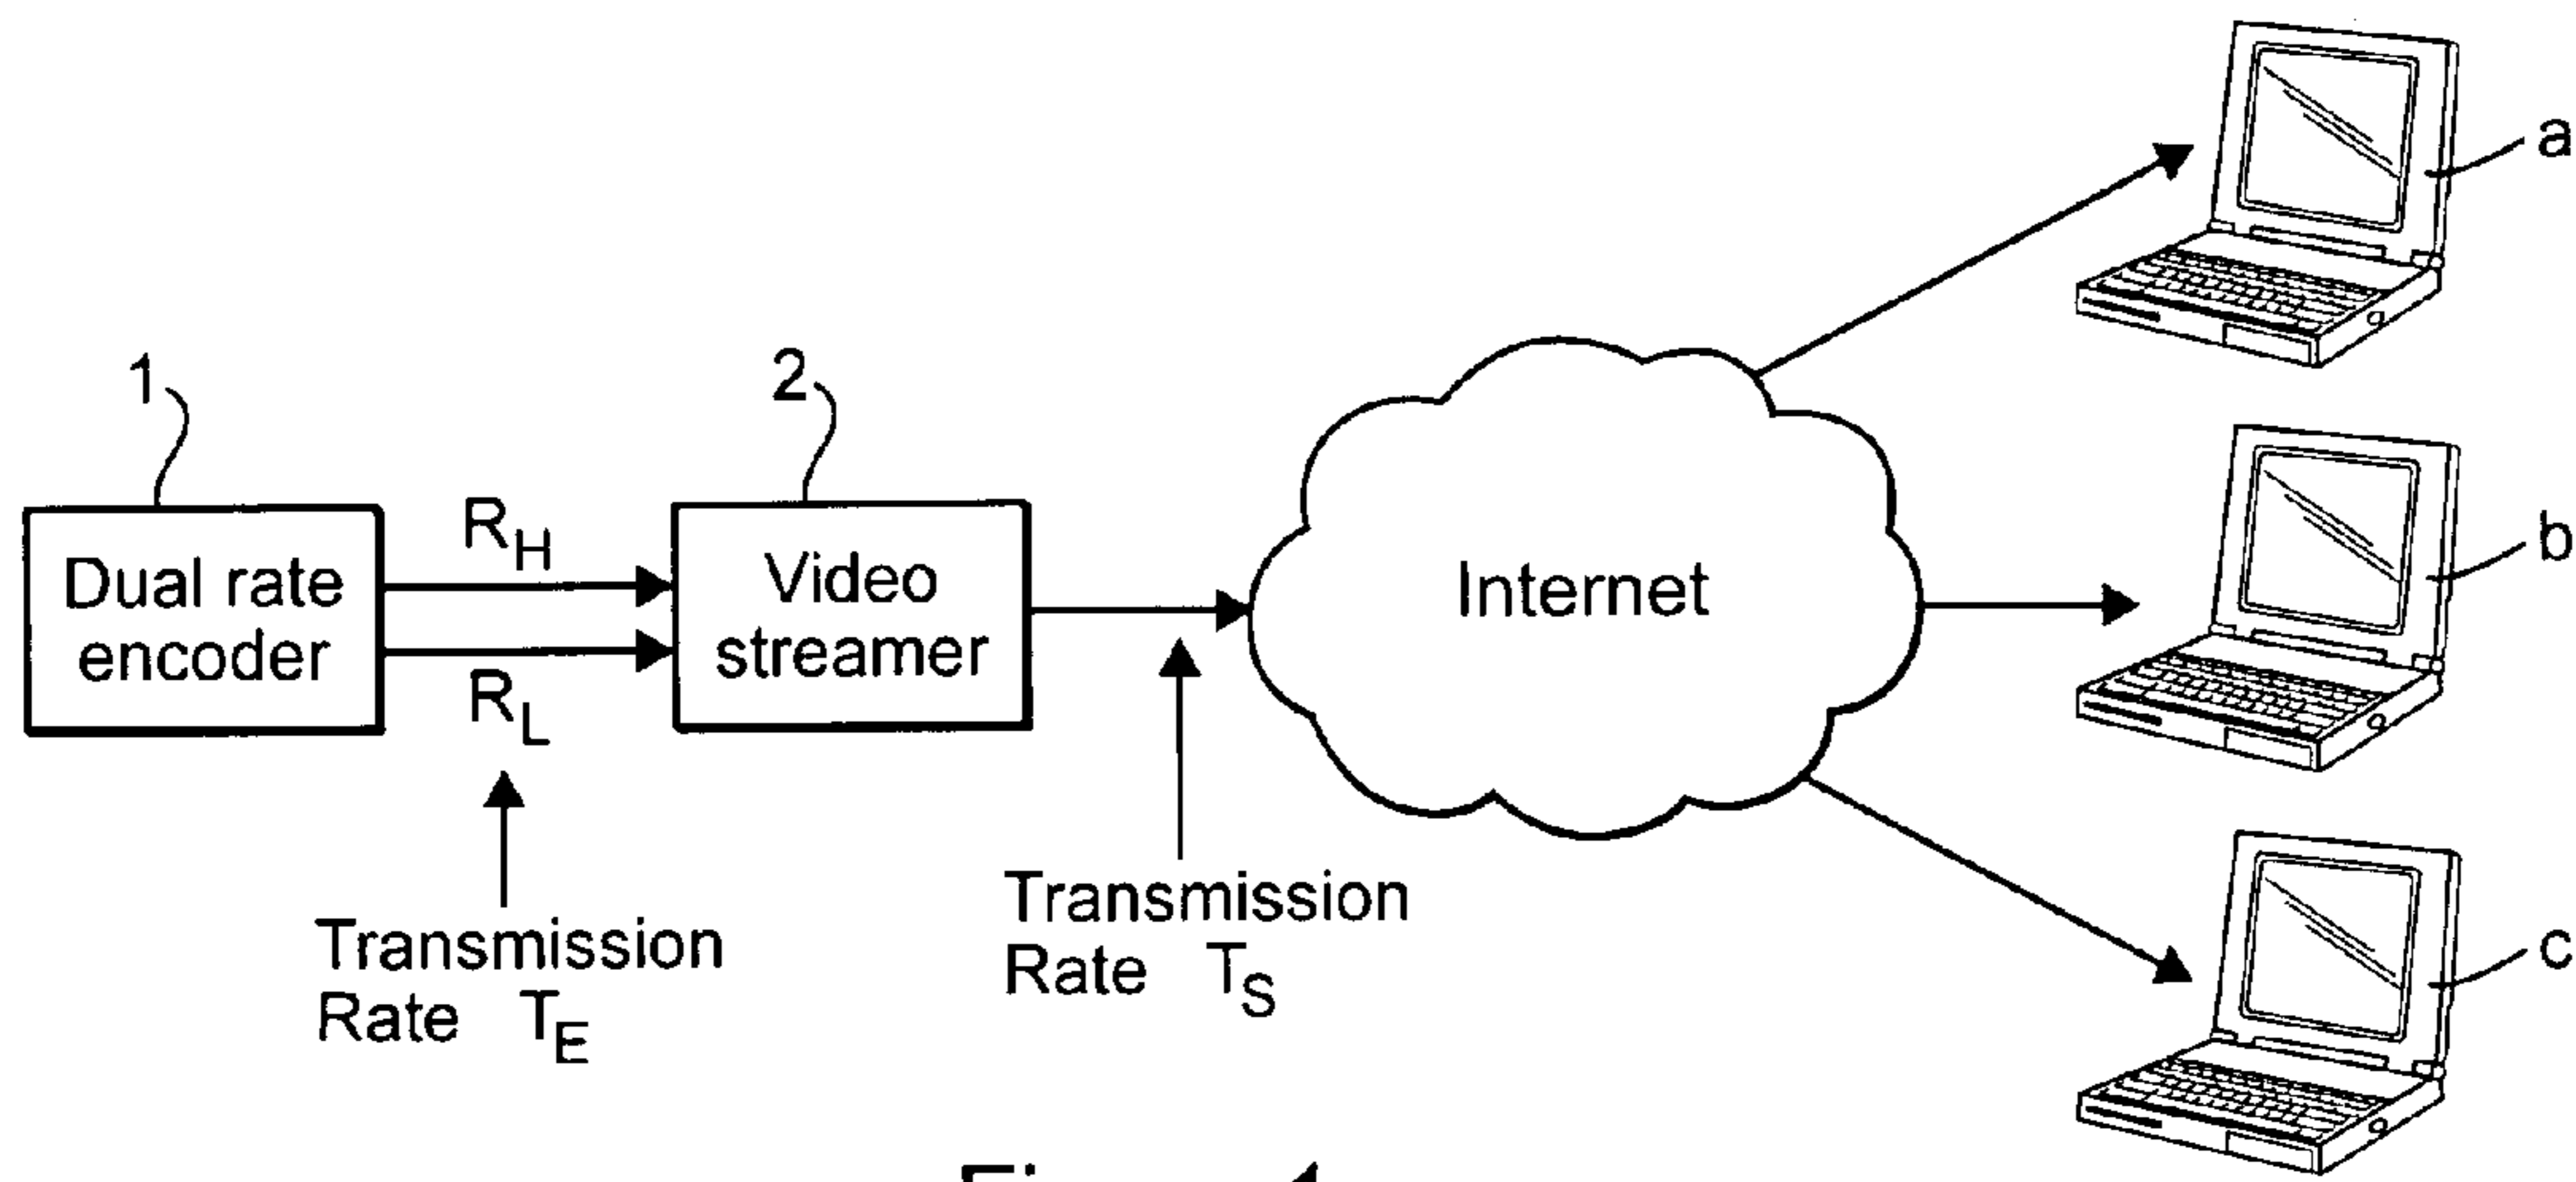 1
2
Dual rate
encoder
R_H
R_L
Video
streamer
Internet
Transmission
Rate T_E
Transmission
Rate T_S
a
b
c